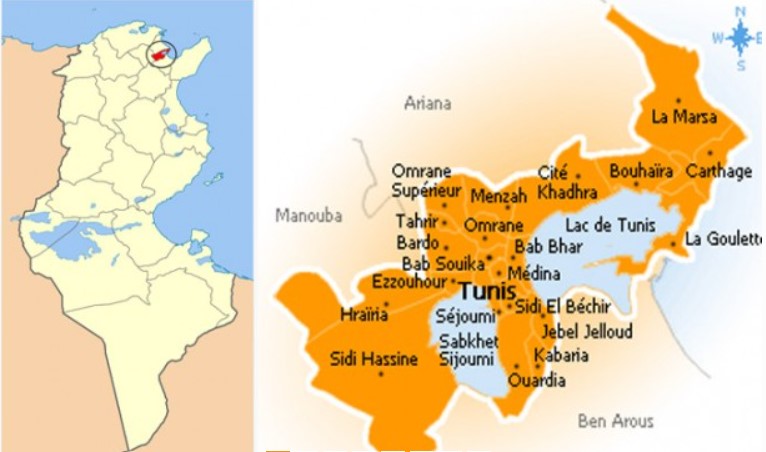 N
W E
S
Ariana
La Marsa
Omrane
Supérieur
Menzah
Cité
Khadhra
Bouhaïra
Carthage
Manouba
Tahrir
Omrane
Lac de Tunis
Bardo
Bab Bhar
La Goulette
Bab Souika
Médina
Ezzouhour
Tunis
Hraïria
Séjoumi
Sidi El Béchir
Jebel Jelloud
Sabkhet
Sijoumi
Sidi Hassine
Kabaria
Ouardia
Ben Arous